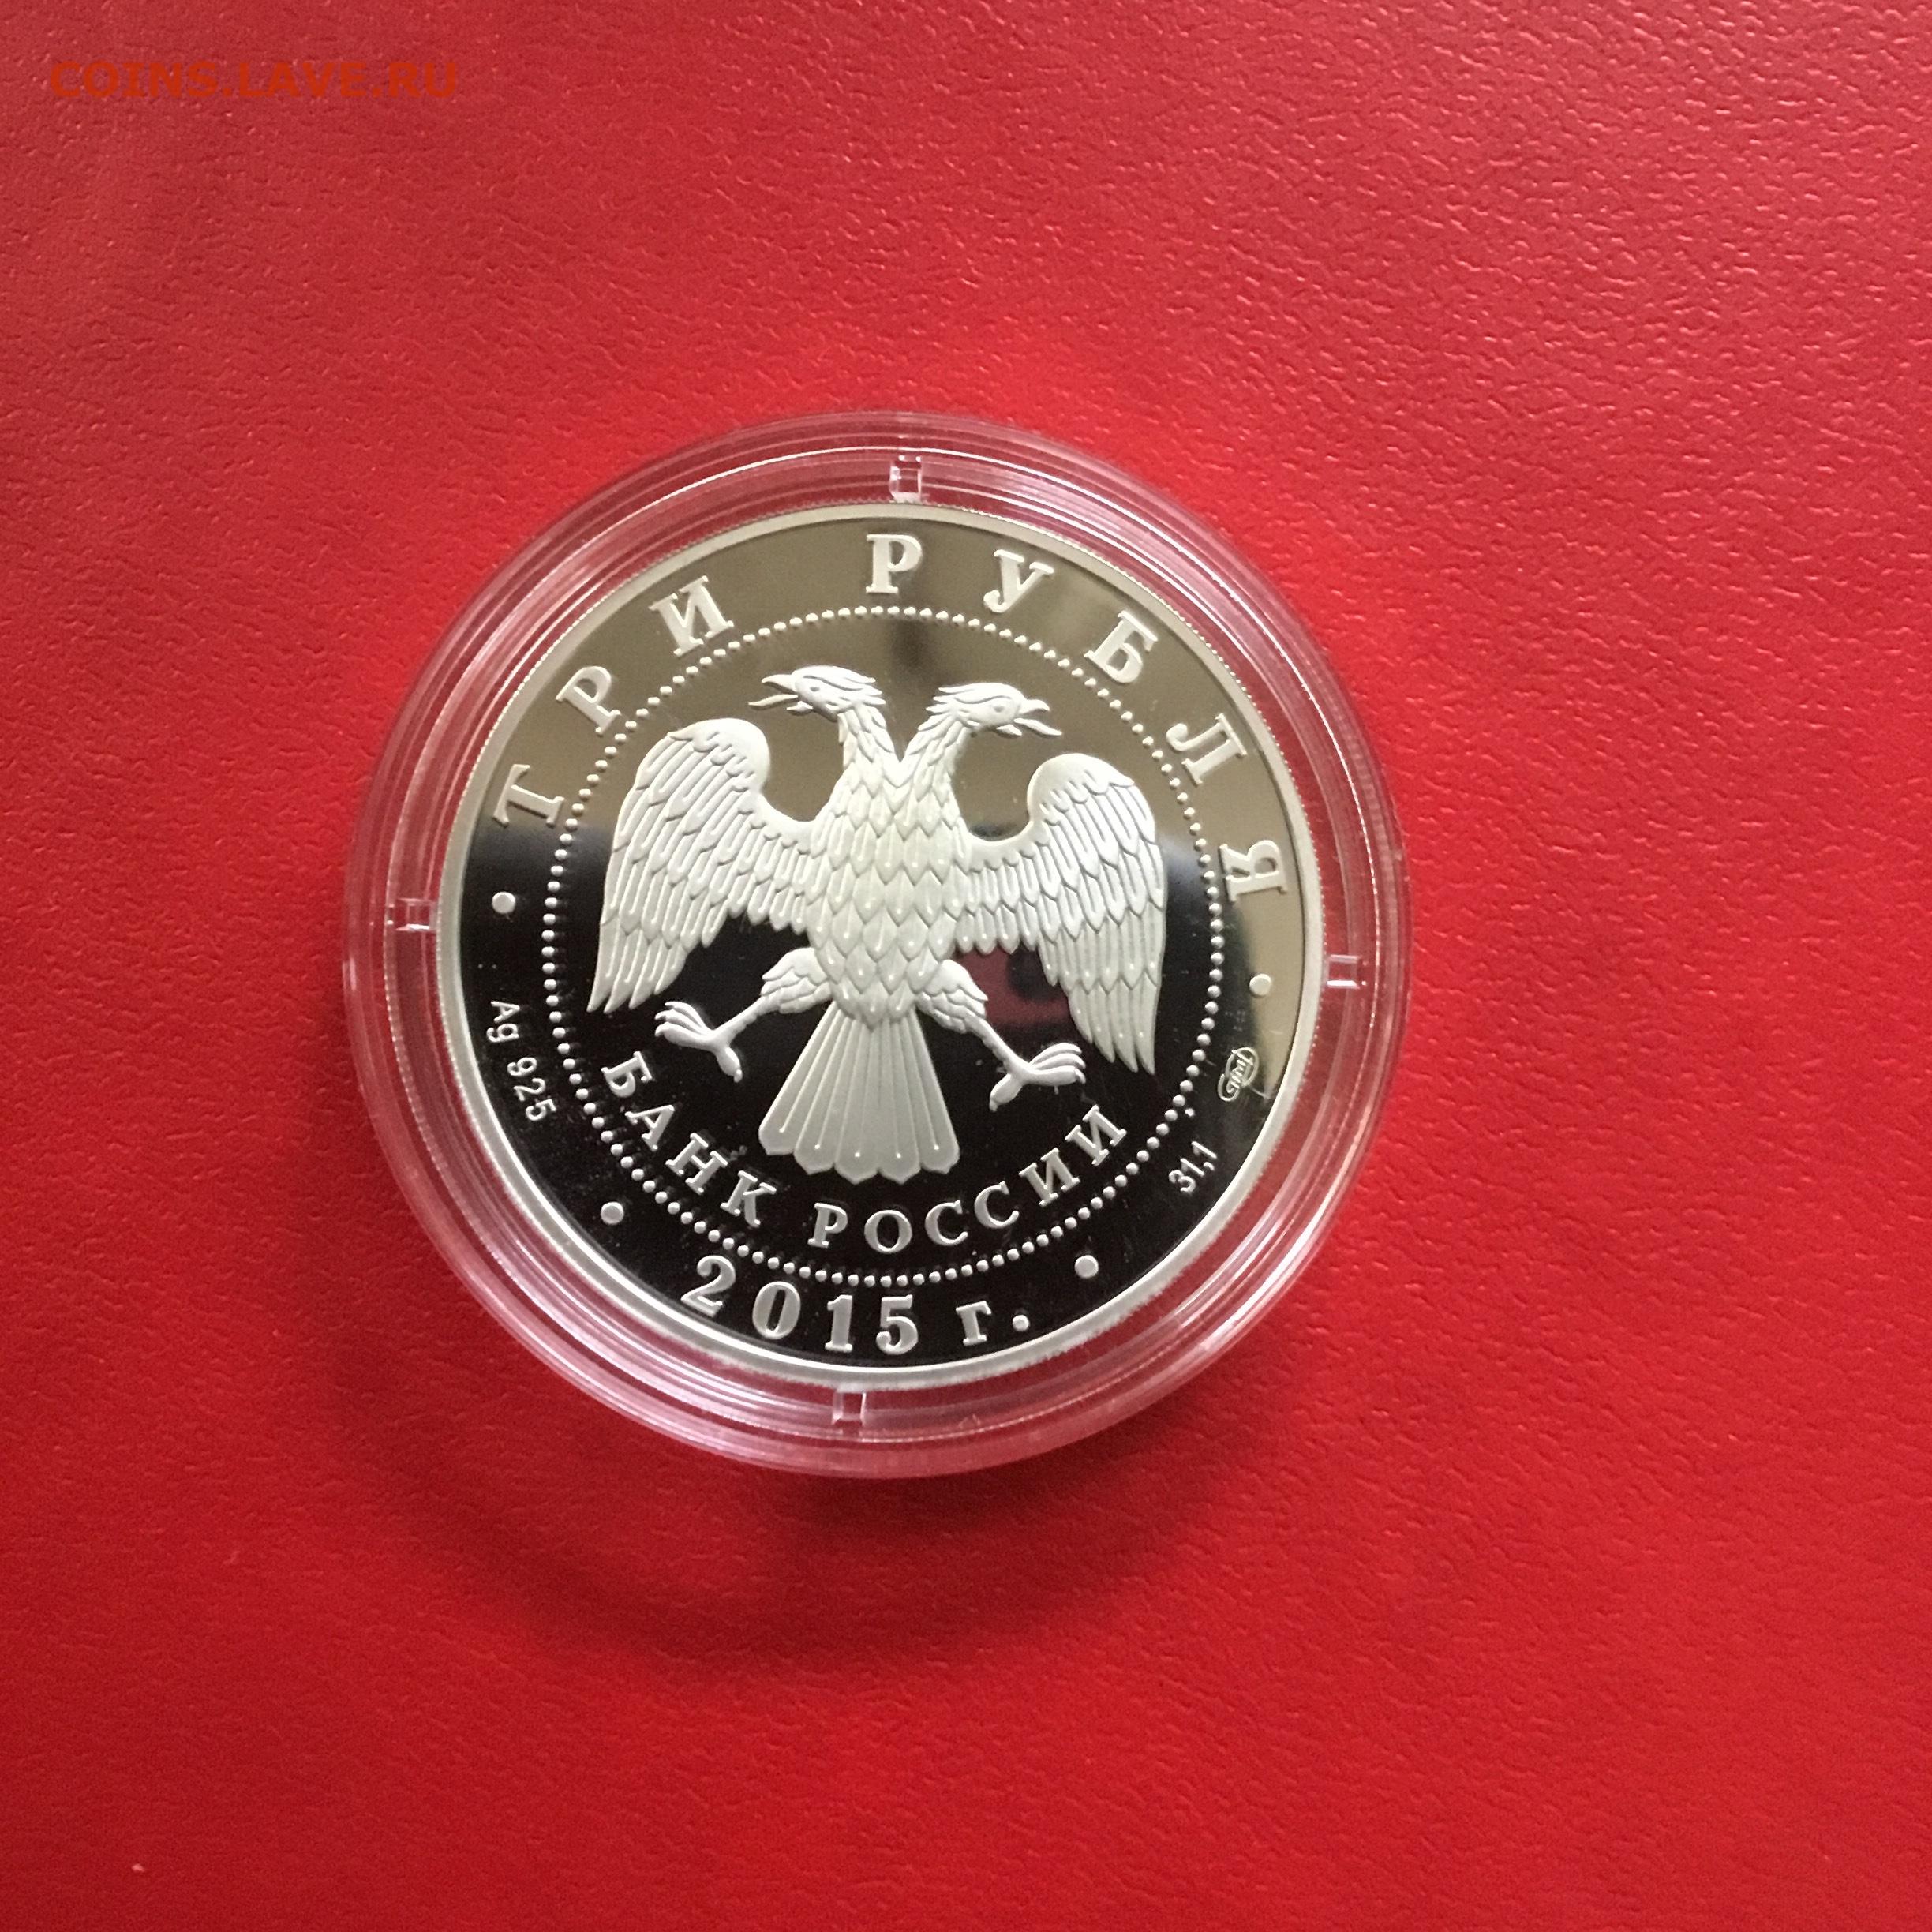 COINS.LAVE.RU
ТРИ РУБЛЯ
БАНК РОССИИ
Ag 925
31,1
2015 г.